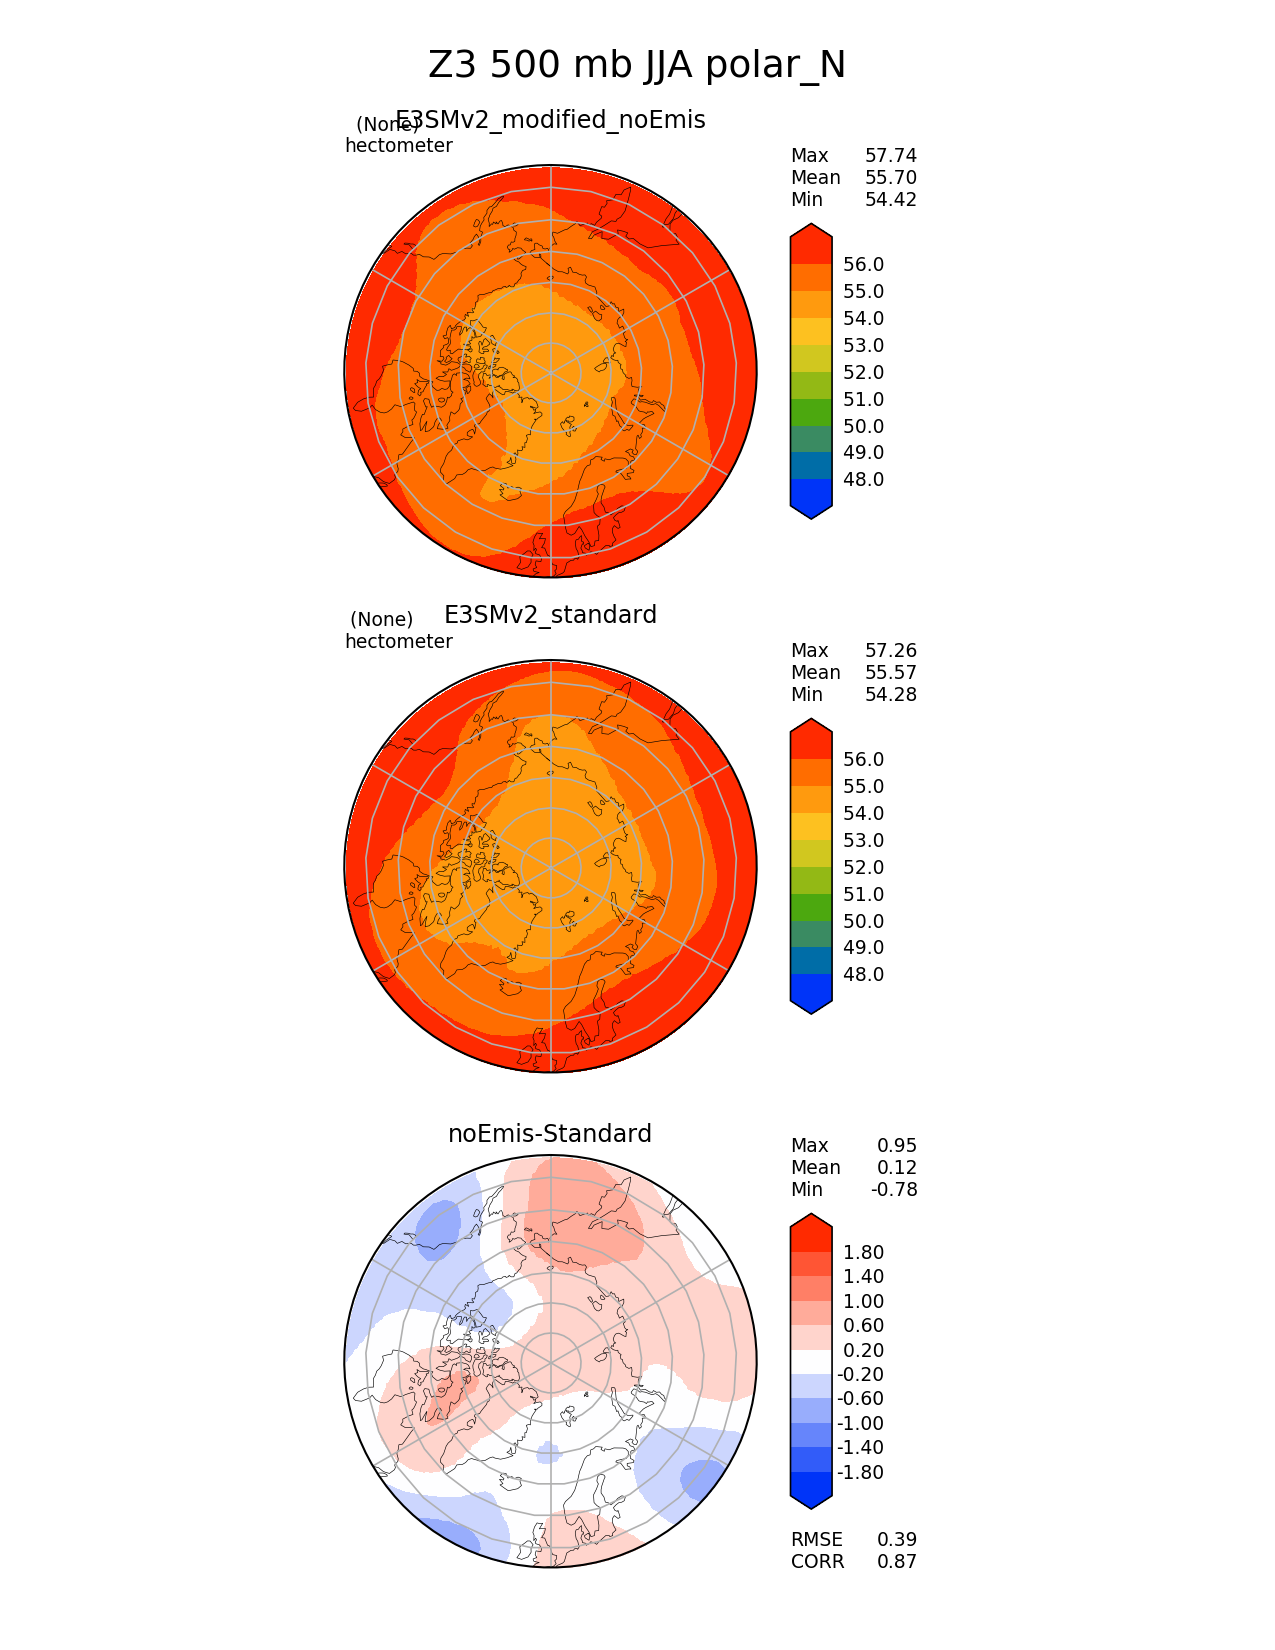 Z3 500 mb JJA polar_N
E3SMv2_modified_noEmis
(None)
hectometer
Max 57.74
Mean 55.70
Min 54.42
56.0
55.0
54.0
53.0
52.0
51.0
50.0
49.0
48.0
E3SMv2_standard
(None)
hectometer
Max 57.26
Mean 55.57
Min 54.28
56.0
55.0
54.0
53.0
52.0
51.0
50.0
49.0
48.0
noEmis-Standard
Max 0.95
Mean 0.12
Min -0.78
1.80
1.40
1.00
0.60
0.20
-0.20
-0.60
-1.00
-1.40
-1.80
RMSE 0.39
CORR 0.87